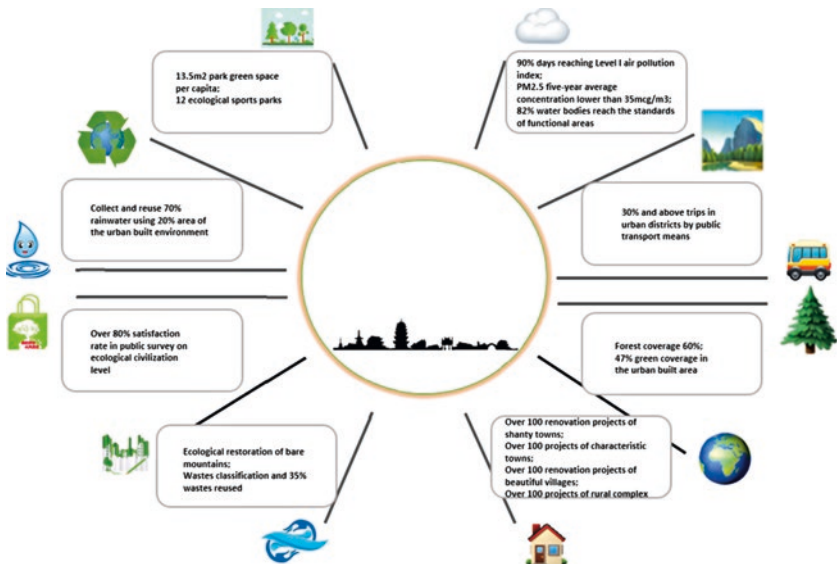 13.5m2 park green space
per capita;
12 ecological sports parks
90% days reaching Level I air pollution
index;
PM2.5 five-year average
concentration lower than 35mcg/m3;
82% water bodies reach the standards
of functional areas
Collect and reuse 70%
rainwater using 20% area of
the urban built environment
30% and above trips in
urban districts by public
transport means
Over 80% satisfaction
rate in public survey on
ecological civilization
level
Forest coverage 60%;
47% green coverage in
the urban built area
Ecological restoration of bare
mountains;
Wastes classification and 35%
wastes reused
Over 100 renovation projects of
shanty towns;
Over 100 projects of characteristic
towns;
Over 100 renovation projects of
beautiful villages;
Over 100 projects of rural complex